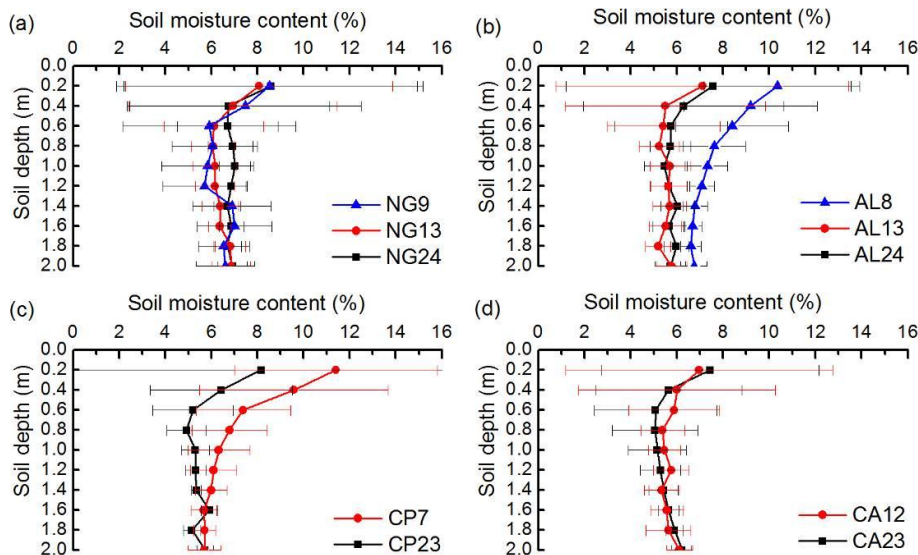 Soil moisture content (%)
Soil moisture content (%)
(a)
0 2 4 6 8 10 12 14 16
(b)
0 2 4 6 8 10 12 14 16
Soil depth (m)
0.0
0.2
0.4
0.6
0.8
1.0
1.2
1.4
1.6
1.8
2.0
NG9
NG13
NG24
Soil depth (m)
0.0
0.2
0.4
0.6
0.8
1.0
1.2
1.4
1.6
1.8
2.0
AL8
AL13
AL24
Soil moisture content (%)
Soil moisture content (%)
(c)
0 2 4 6 8 10 12 14 16
(d)
0 2 4 6 8 10 12 14 16
Soil depth (m)
0.0
0.2
0.4
0.6
0.8
1.0
1.2
1.4
1.6
1.8
2.0
CP7
CP23
Soil depth (m)
0.0
0.2
0.4
0.6
0.8
1.0
1.2
1.4
1.6
1.8
2.0
CA12
CA23